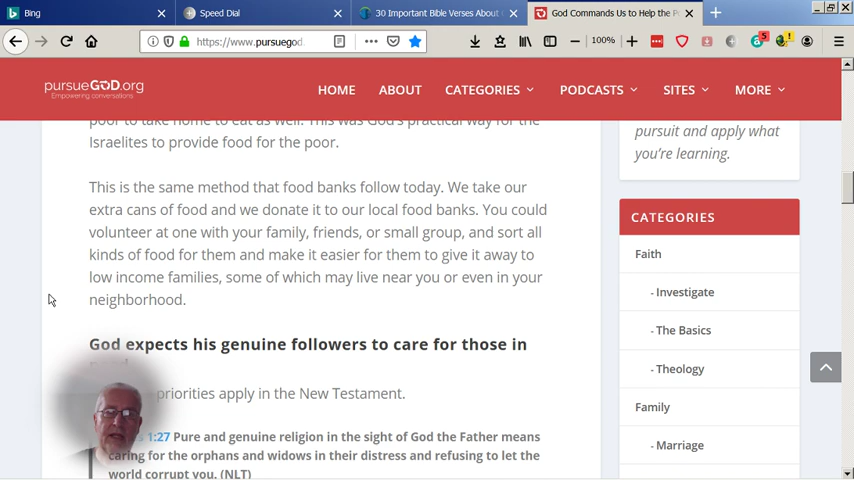 Bing
Speed Dial
30 Important Bible Verses About
God Commands Us to Help the P
https://www.pursuegod.
100%
5
pursueGOD.org
Empowering conversations
HOME ABOUT CATEGORIES PODCASTS SITES MORE
poor to take home to eat as well. This was God's practical way for the
Israelites to provide food for the poor.
This is the same method that food banks follow today. We take our
extra cans of food and we donate it to our local food banks. You could
volunteer at one with your family, friends, or small group, and sort all
kinds of food for them and make it easier for them to give it away to
low income families, some of which may live near you or even in your
neighborhood.
God expects his genuine followers to care for those in
priorities apply in the New Testament.
1:27 Pure and genuine religion in the sight of God the Father means
caring for the orphans and widows in their distress and refusing to let the
world corrupt you. (NLT)
pursuit and apply what
you're learning.
CATEGORIES
Faith
- Investigate
- The Basics
- Theology
Family
- Marriage